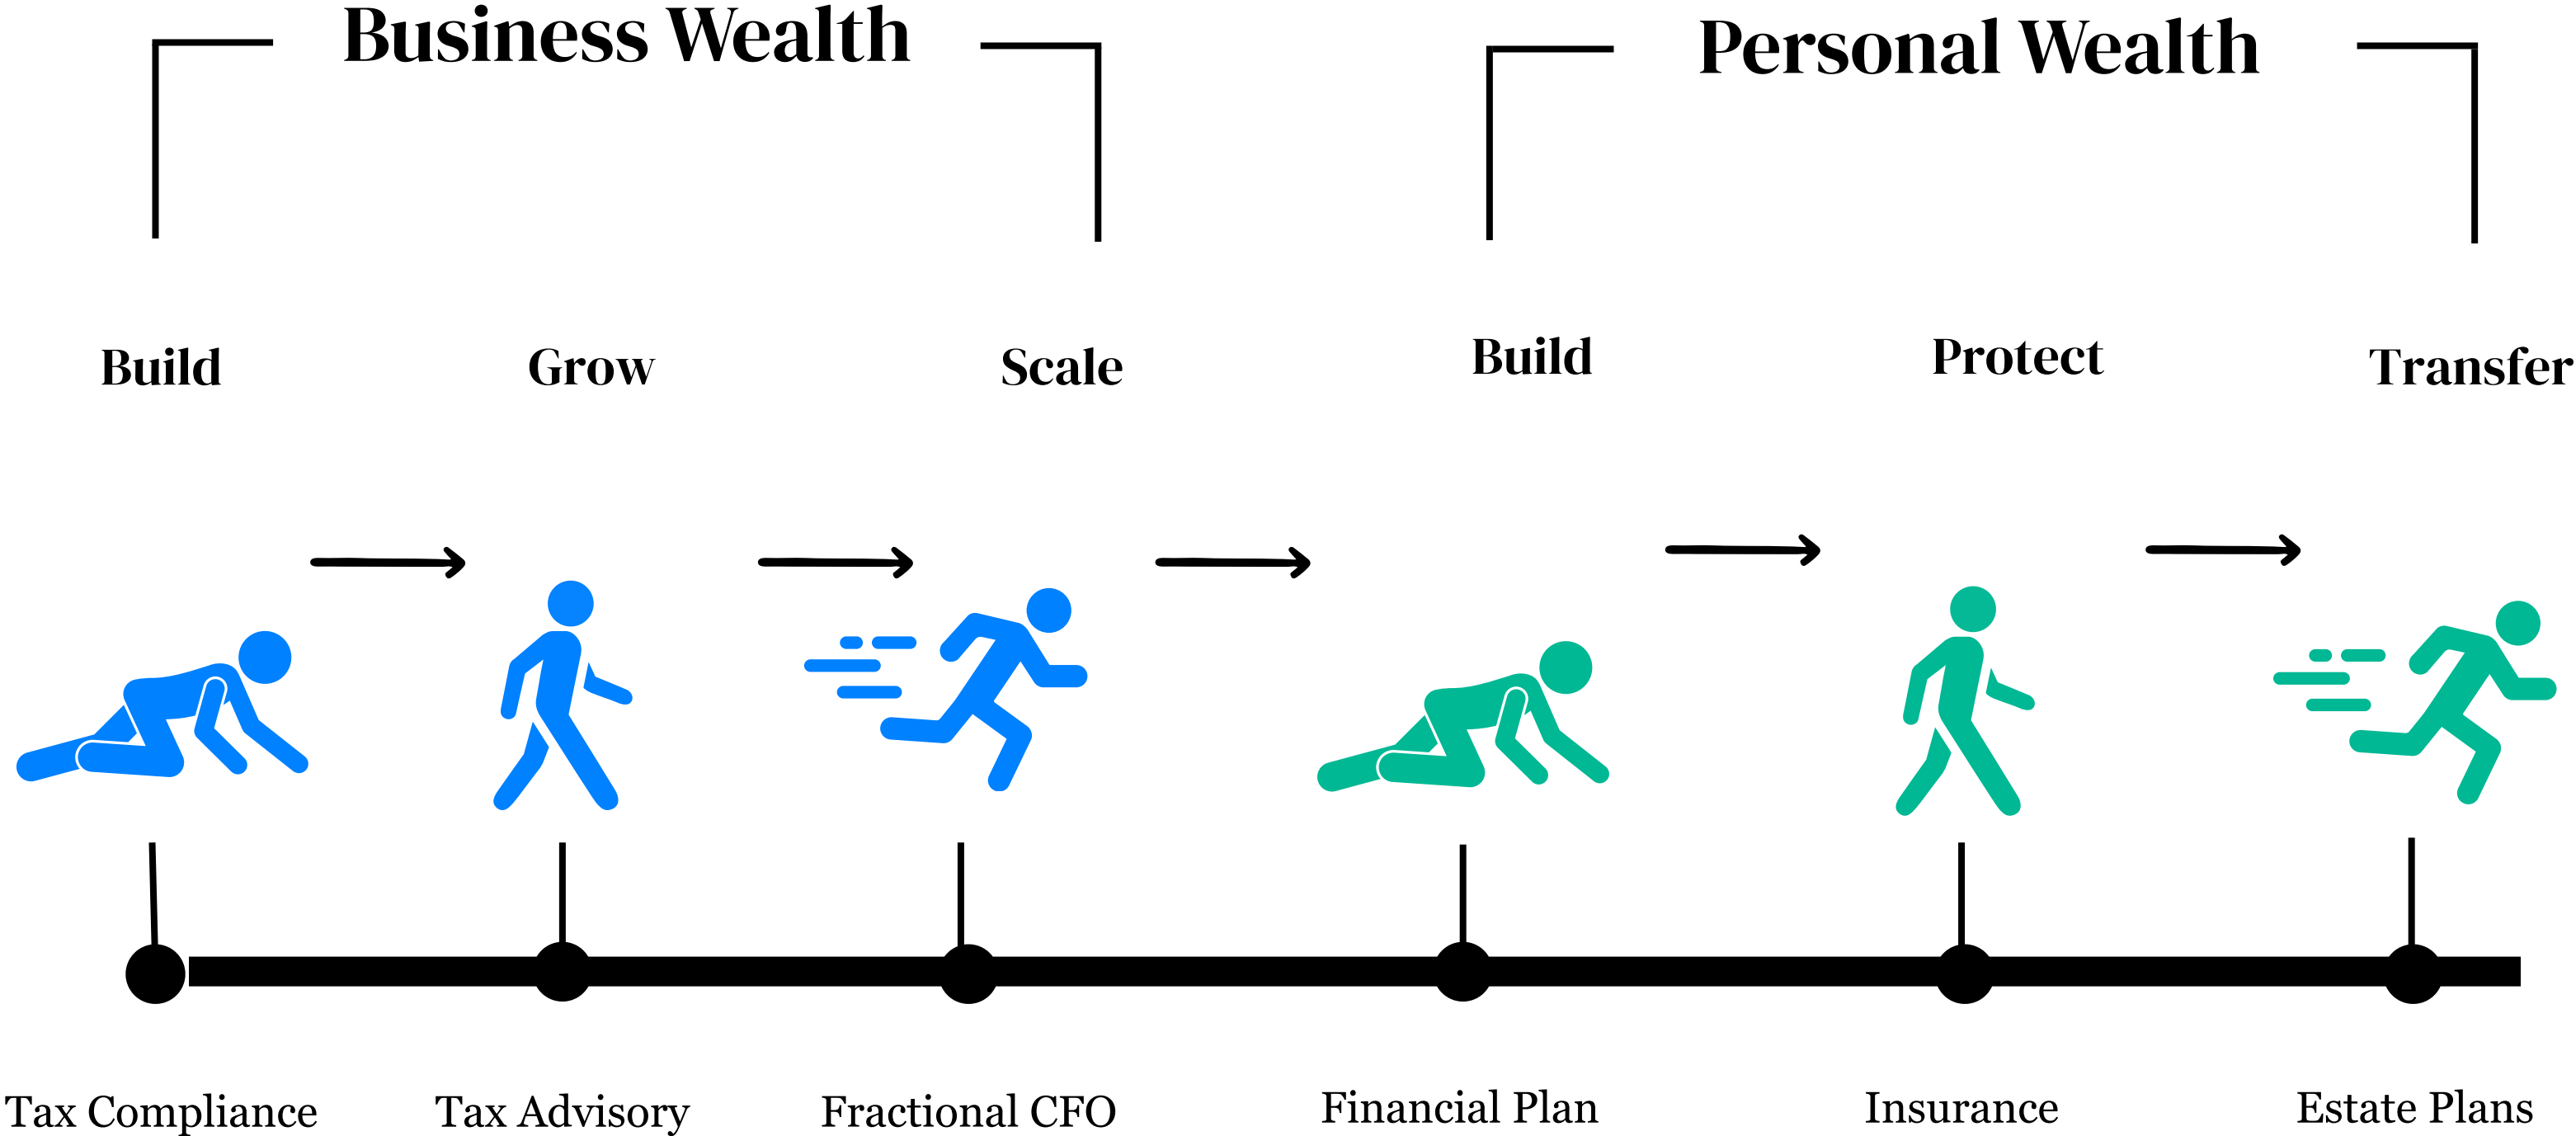 Business Wealth
Personal Wealth
Build
Grow
Scale
Build
Protect
Transfer
Tax Compliance
Tax Advisory
Fractional CFO
Financial Plan
Insurance
Estate Plans